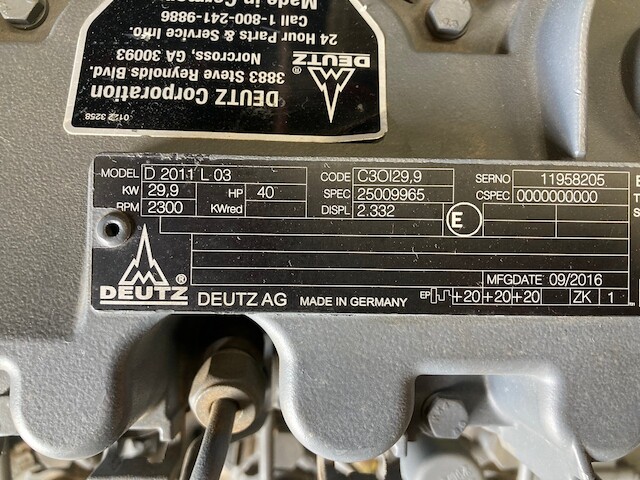 DEUTZ Corporation
3883 Steve Reynolds Blvd.
Norcross, GA 30093
24 Hour Parts & Service Info.
Call 1-800-241-9886
Made in German
DEUTZ ®
0122 3258
MODEL D 2011 L 03 CODE C3OI29,9 SERNO 11958205
KW 29,9 HP 40 SPEC 25009965 CSPEC 0000000000
RPM 2300 KWred DISPL 2.332
E
MFGDATE 09/2016
DEUTZ ® DEUTZ AG MADE IN GERMANY EP +20 +20 +20 ZK 1